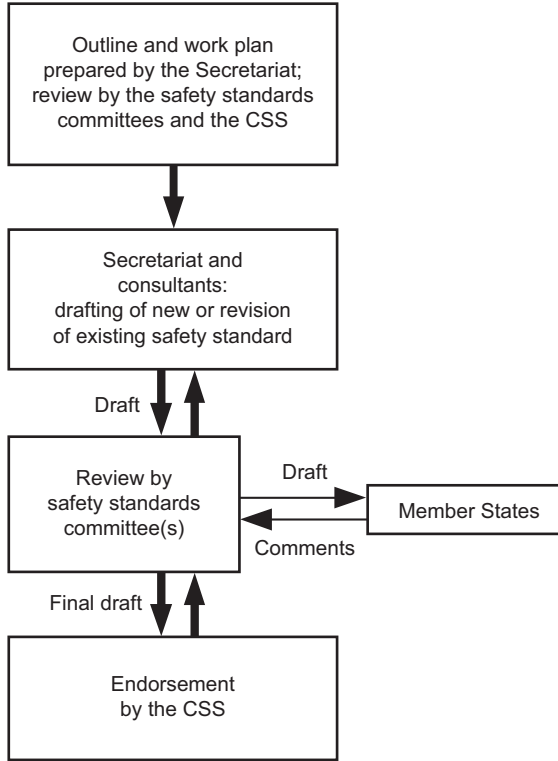 Outline and work plan
prepared by the Secretariat;
review by the safety standards
committees and the CSS
Secretariat and
consultants:
drafting of new or revision
of existing safety standard
Draft
Review by
safety standards
committee(s)
Draft
Member States
Comments
Final draft
Endorsement
by the CSS